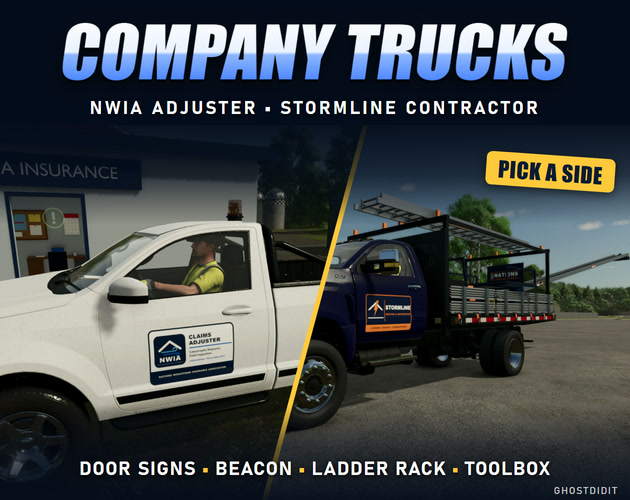 COMPANY TRUCKS
NWIA ADJUSTER ▪ STORMLINE CONTRACTOR
PICK A SIDE
A INSURANCE
NATIONS
STORMLINE
CLAIMS
ADJUSTER
NWIA
DOOR SIGNS ▪ BEACON ▪ LADDER RACK ▪ TOOLBOX
GHOSTDIDIT